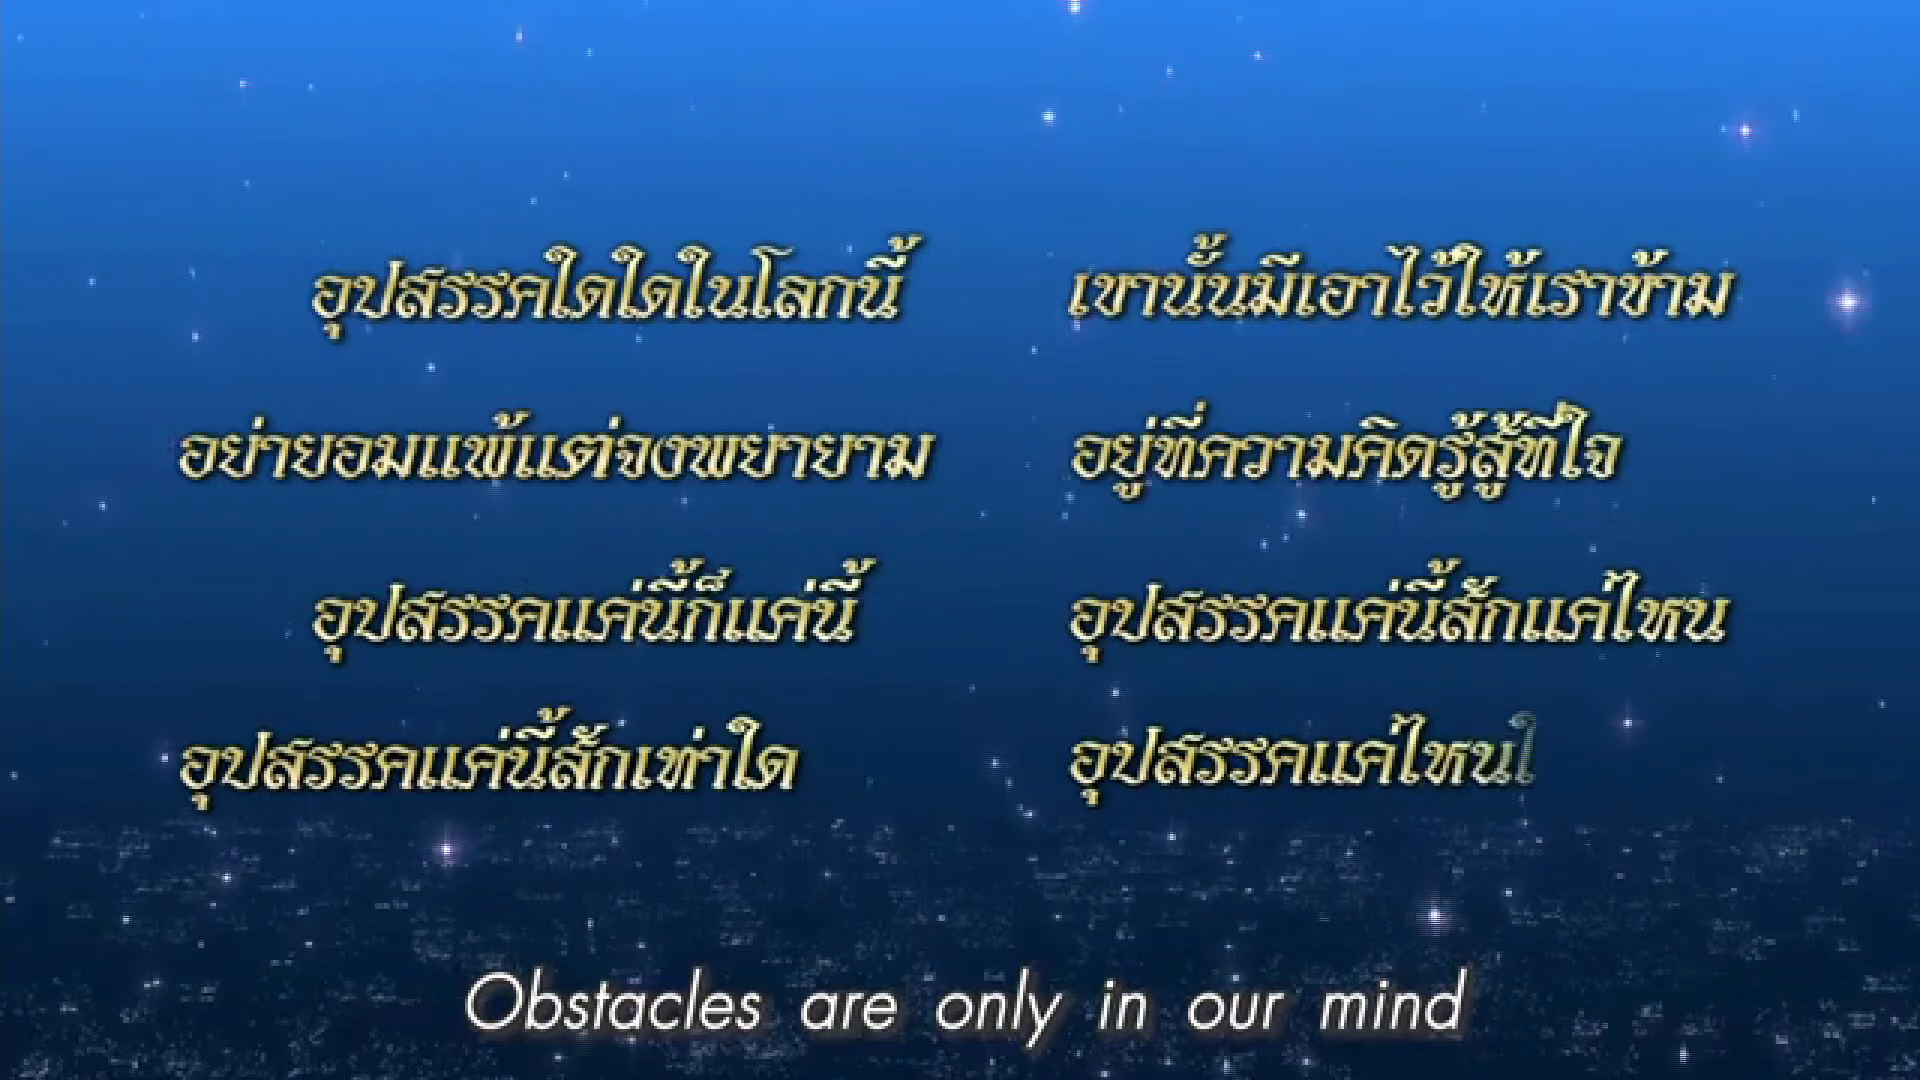 อุปสรรคใดใดในโลกนี้ เขานั้นมีเอาไว้ให้เราข้าม
อย่ายอมแพ้แต่จงพยายาม อยู่ที่ความคิดรู้สู้ที่ใจ
อุปสรรคแค่นี้ก็แค่นี้ อุปสรรคแค่นี้สักแค่ไหน
อุปสรรคแค่นี้สักเท่าใด อุปสรรคแค่ไหนใ
Obstacles are only in our mind